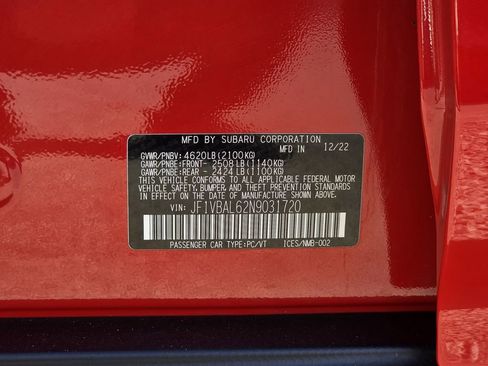 MFD BY SUBARU CORPORATION 12/22
GVWR/PNBV: 4620LB (2100KG)
GAWR/PNBE: FRONT- 2508 LB (1140KG)
GAWR/PNBE: REAR - 2424 LB (1100KG)
THIS VEHICLE CONFORMS TO ALL APPLICABLE FEDERAL MOTOR
VEHICLE SAFETY, BUMPER, AND THEFT PREVENTION STANDARDS
IN EFFECT ON THE DATE OF MANUFACTURE SHOWN ABOVE.
VIN: JF1VBAL62N9031720
PASSENGER CAR TYPE:PC/VT ICES/NMB-002